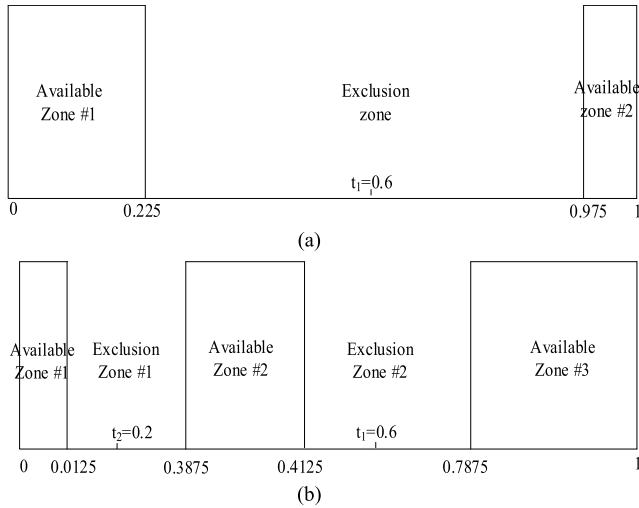 Available
Zone #1
Exclusion
zone
Available
zone #2
t1=0.6
0
0.225
0.975
1
(a)
Available
Zone #1
Exclusion
Zone #1
Available
Zone #2
Exclusion
Zone #2
Available
Zone #3
t2=0.2
t1=0.6
0
0.0125
0.3875
0.4125
0.7875
1
(b)